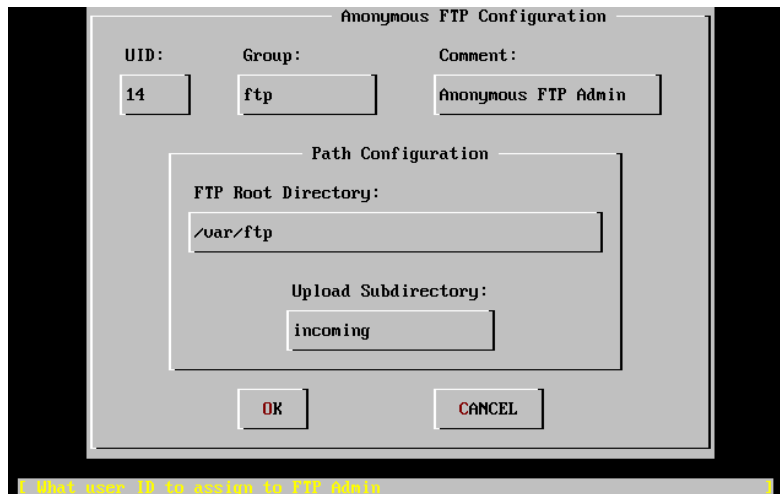 Anonymous FTP Configuration
UID: Group: Comment:
14 ftp Anonymous FTP Admin
Path Configuration
FTP Root Directory:
/var/ftp
Upload Subdirectory:
incoming
OK CANCEL
[ What user ID to assign to FTP Admin ]